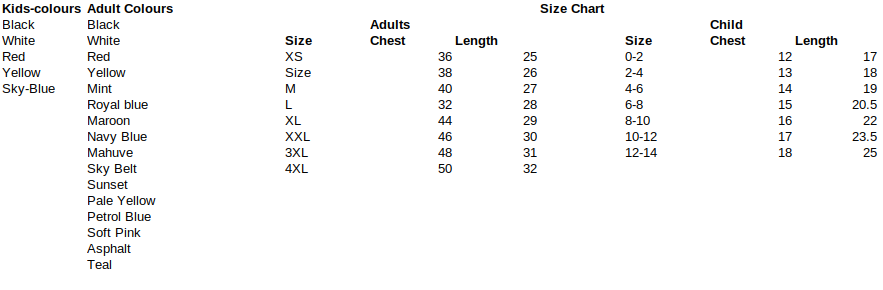 Kids-colours Adult Colours Size Chart
Black Black Adults Child
White White Size Chest Length Size Chest Length
Red Red XS 36 25 0-2 12 17
Yellow Yellow Size 38 26 2-4 13 18
Sky-Blue Mint M 40 27 4-6 14 19
Royal blue L 32 28 6-8 15 20.5
Maroon XL 44 29 8-10 16 22
Navy Blue XXL 46 30 10-12 17 23.5
Mahuve 3XL 48 31 12-14 18 25
Sky Belt 4XL 50 32
Sunset
Pale Yellow
Petrol Blue
Soft Pink
Asphalt
Teal